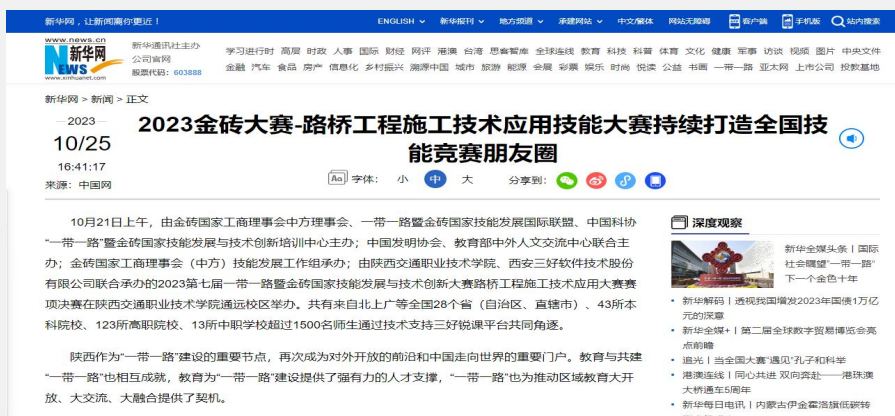 新华网，让新闻离你更近！
ENGLISH 新华报刊 地方频道 承建网站 中文/繁体 网站无障碍 客户端 手机版 站内搜索
www.news.cn
新华网
NEWS
www.xinhuanet.com
新华通讯社主办
公司官网
股票代码：603888
学习进行时 高层 时政 人事 国际 财经 网评 港澳 台湾 思客智库 全球连线 教育 科技 科普 体育 文化 健康 军事 访谈 视频 图片 中央文件
金融 汽车 食品 房产 信息化 乡村振兴 溯源中国 城市 旅游 能源 会展 彩票 娱乐 时尚 悦读 公益 书画 一带一路 亚太网 上市公司 投教基地
新华网 > 新闻 > 正文
2023
10/25
16:41:17
来源：中国网
2023金砖大赛-路桥工程施工技术应用技能大赛持续打造全国技
能竞赛朋友圈
Aa 字体： 小 中 大 分享到：
10月21日上午，由金砖国家工商理事会中方理事会、一带一路暨金砖国家技能发展国际联盟、中国科协
“一带一路”暨金砖国家技能发展与技术创新培训中心主办；中国发明协会、教育部中外人文交流中心联合主
办；金砖国家工商理事会（中方）技能发展工作组承办；由陕西交通职业技术学院、西安三好软件技术股份
有限公司联合承办的2023第七届一带一路暨金砖国家技能发展与技术创新大赛路桥工程施工技术应用大赛赛
项决赛在陕西交通职业技术学院通远校区举办。共有来自北上广等全国28个省（自治区、直辖市）、43所本
科院校、123所高职院校、13所中职学校超过1500名师生通过技术支持三好锐课平台共同角逐。
陕西作为“一带一路”建设的重要节点，再次成为对外开放的前沿和中国走向世界的重要门户。教育与共建
“一带一路”也相互成就，教育为“一带一路”建设提供了强有力的人才支撑，“一带一路”也为推动区域教育大开
放、大交流、大融合提供了契机。
深度观察
新华全媒头条丨国际
社会瞩望“一带一路”
下一个金色十年
新华解码丨透视我国增发2023年国债1万亿
元的深意
新华全媒+丨第二届全球数字贸易博览会亮
点前瞻
追光丨当全国大赛“遇见”孔子和科举
港澳连线丨同心共进 双向奔赴——港珠澳
大桥通车5周年
新华每日电讯丨内蒙古伊金霍洛旗低碳转